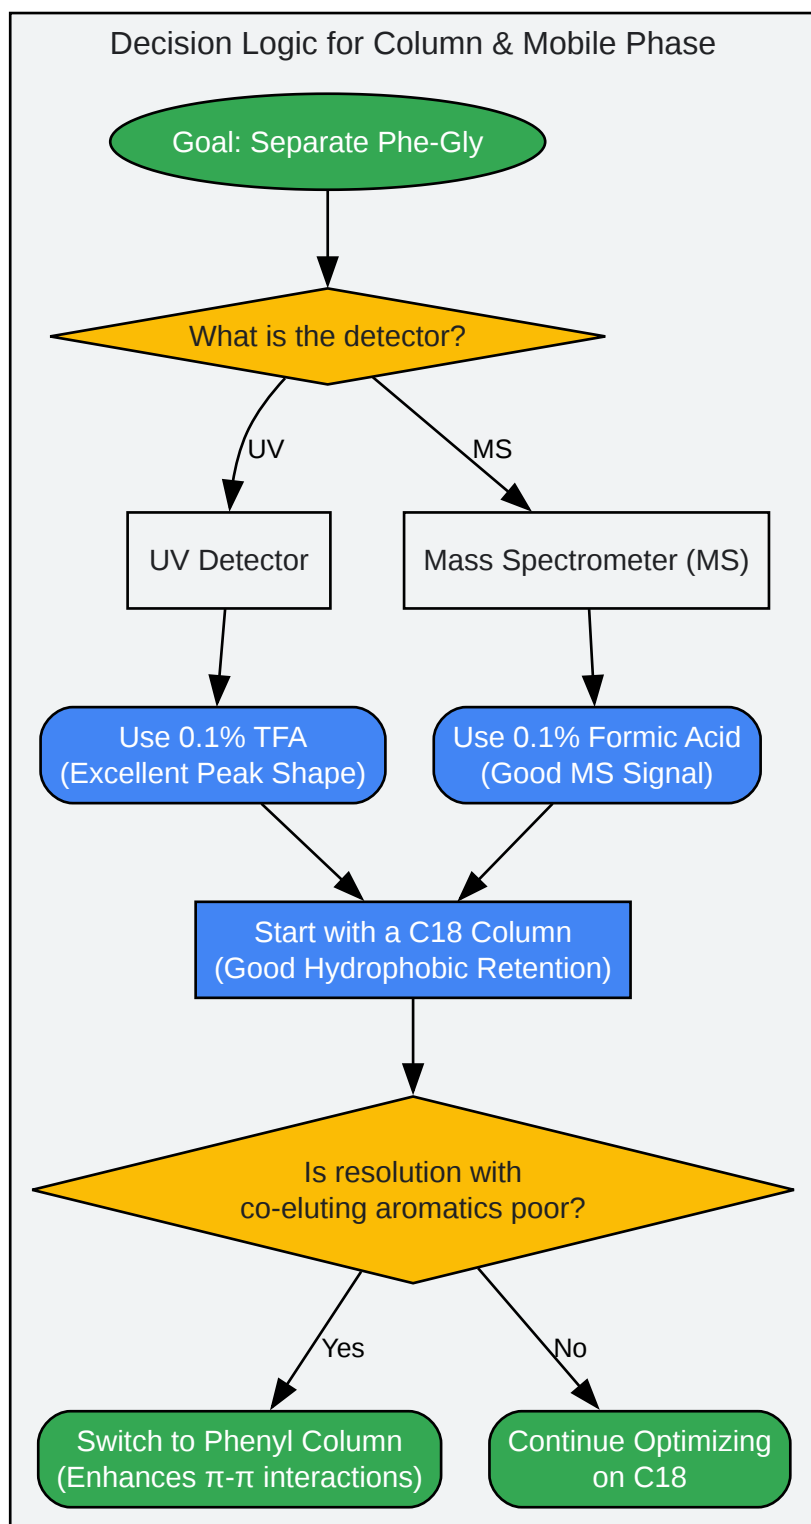 Decision Logic for Column & Mobile Phase
Goal: Separate Phe-Gly
What is the detector?
UV
MS
UV Detector
Mass Spectrometer (MS)
Use 0.1% TFA
(Excellent Peak Shape)
Use 0.1% Formic Acid
(Good MS Signal)
Start with a C18 Column
(Good Hydrophobic Retention)
Is resolution with
co-eluting aromatics poor?
Yes
No
Switch to Phenyl Column
(Enhances π-π interactions)
Continue Optimizing
on C18